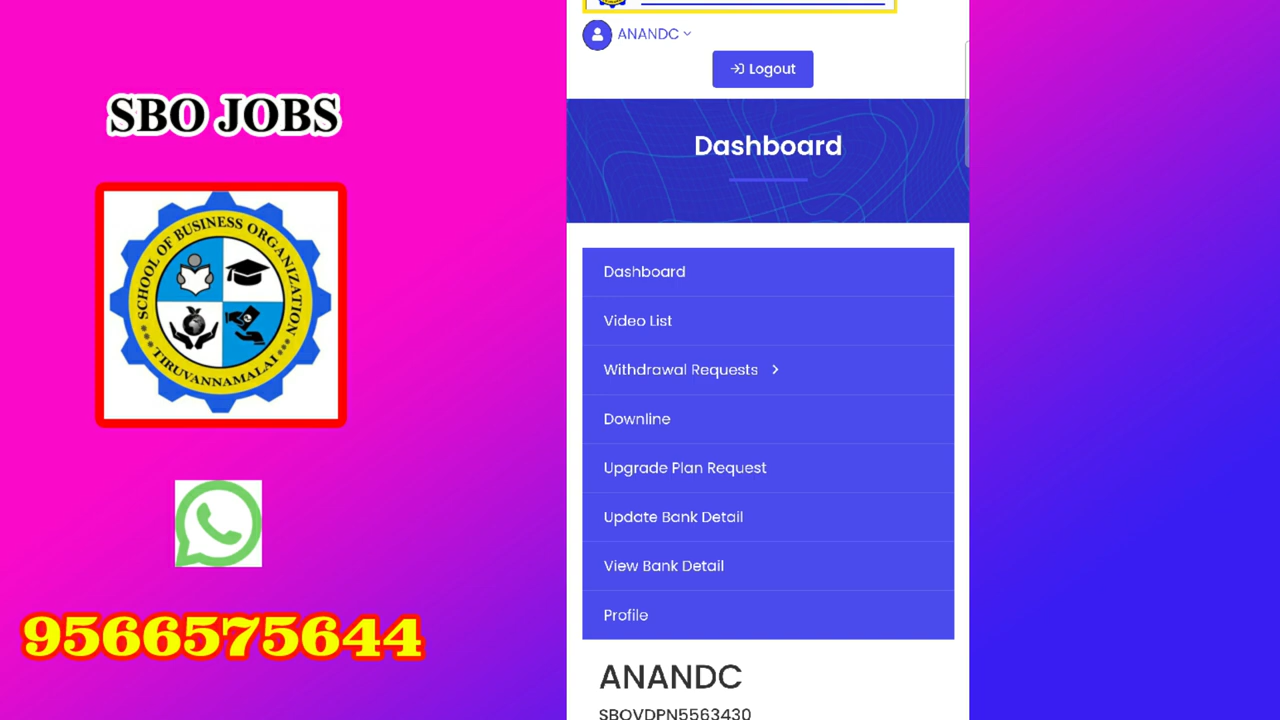 SBO JOBS
SCHOOL OF BUSINESS ORGANIZATION
*** TIRUVANNAMALAI ***
9566575644
ANANDC
Logout
Dashboard
Dashboard
Video List
Withdrawal Requests
Downline
Upgrade Plan Request
Update Bank Detail
View Bank Detail
Profile
ANANDC
SBOVDPN5563430